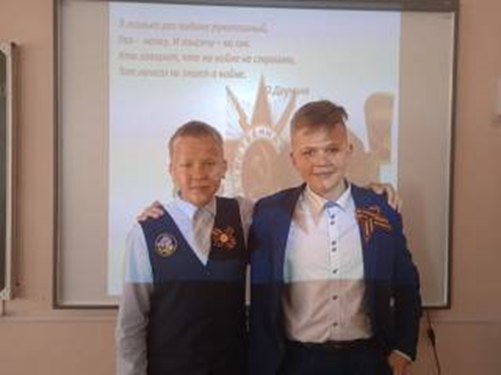 Я только раз видала рукопашный,
Раз – наяву. И тысячу – во сне.
Кто говорит, что на войне не страшно,
Тот ничего не знает о войне.
Ю.Друнина